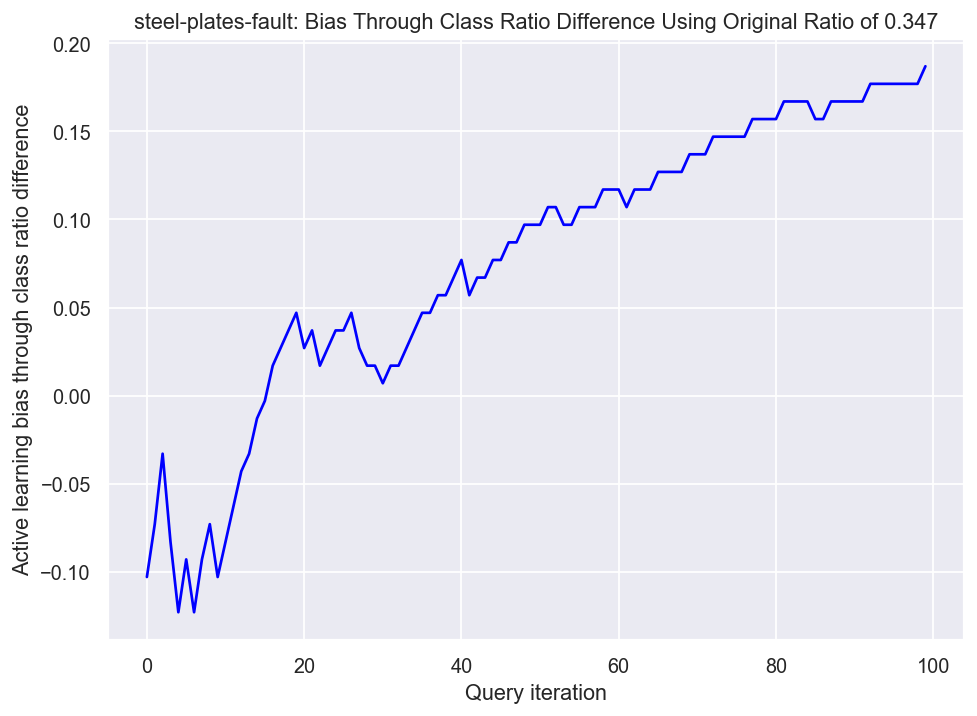 steel-plates-fault: Bias Through Class Ratio Difference Using Original Ratio of 0.347
Active learning bias through class ratio difference
0.20
0.15
0.10
0.05
0.00
−0.05
−0.10
0 20 40 60 80 100
Query iteration